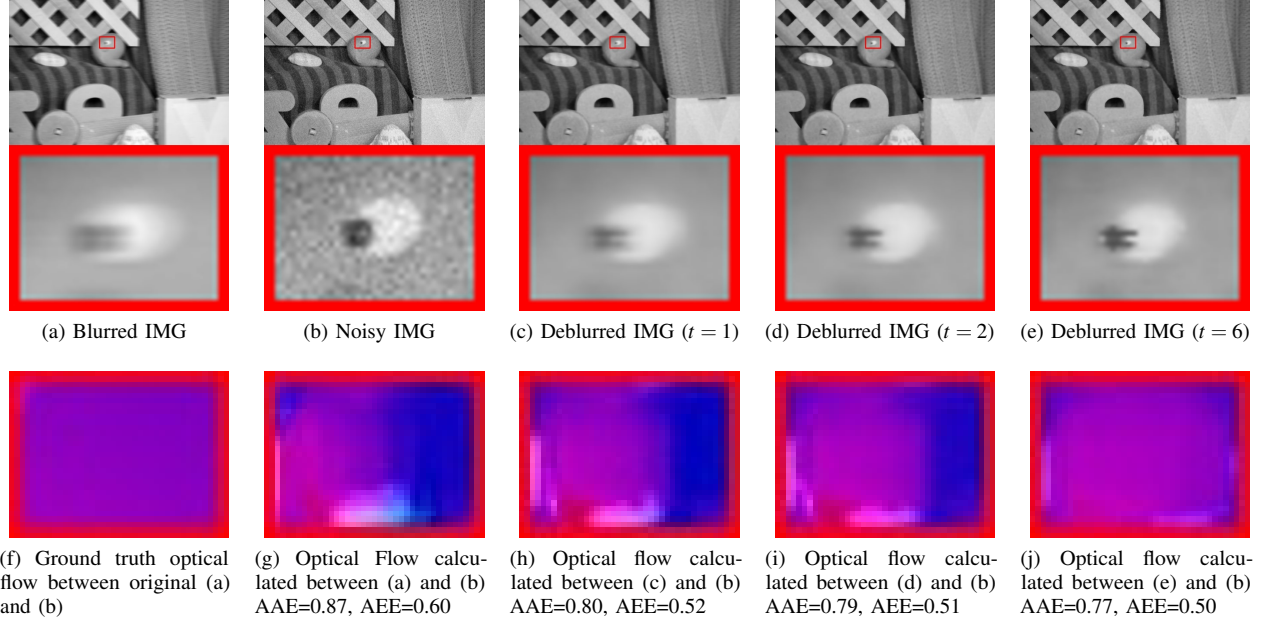 (a) Blurred IMG
(b) Noisy IMG
(c) Deblurred IMG (t = 1)
(d) Deblurred IMG (t = 2)
(e) Deblurred IMG (t = 6)
(f) Ground truth optical
flow between original (a)
and (b)
(g) Optical Flow calcu-
lated between (a) and (b)
AAE=0.87, AEE=0.60
(h) Optical flow calcu-
lated between (c) and (b)
AAE=0.80, AEE=0.52
(i) Optical flow calcu-
lated between (d) and (b)
AAE=0.79, AEE=0.51
(j) Optical flow calcu-
lated between (e) and (b)
AAE=0.77, AEE=0.50